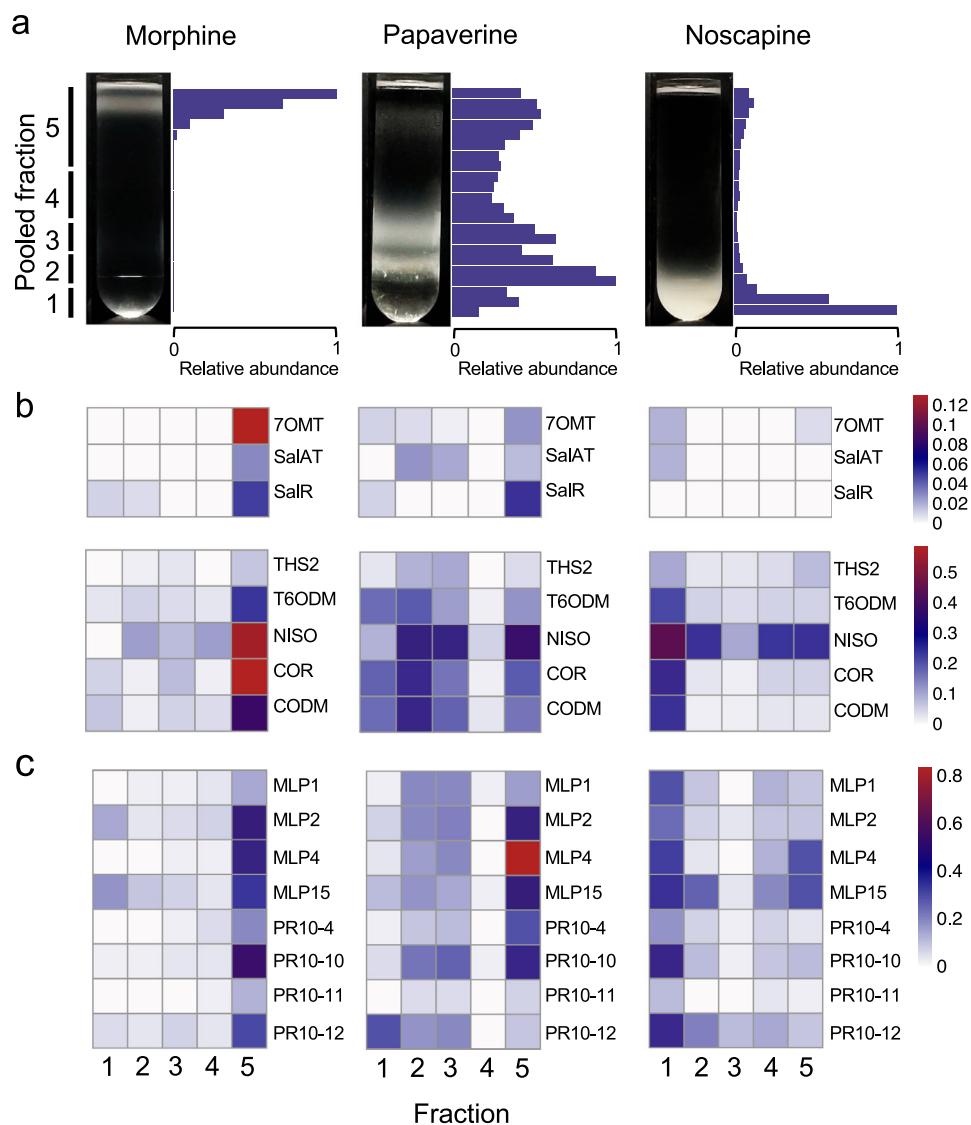 a
Morphine
Papaverine
Noscapine
Pooled fraction
5
4
3
2
1
0
1
0
1
0
1
Relative abundance
Relative abundance
Relative abundance
b
7OMT
SalAT
SalR
7OMT
SalAT
SalR
7OMT
SalAT
SalR
0.12
0.10
0.08
0.06
0.04
0.02
0
THS2
T6ODM
NISO
COR
CODM
THS2
T6ODM
NISO
COR
CODM
THS2
T6ODM
NISO
COR
CODM
0.5
0.4
0.3
0.2
0.1
0
c
MLP1
MLP2
MLP4
MLP15
PR10-4
PR10-10
PR10-11
PR10-12
MLP1
MLP2
MLP4
MLP15
PR10-4
PR10-10
PR10-11
PR10-12
MLP1
MLP2
MLP4
MLP15
PR10-4
PR10-10
PR10-11
PR10-12
0.8
0.6
0.4
0.2
0
1 2 3 4 5
1 2 3 4 5
1 2 3 4 5
Fraction